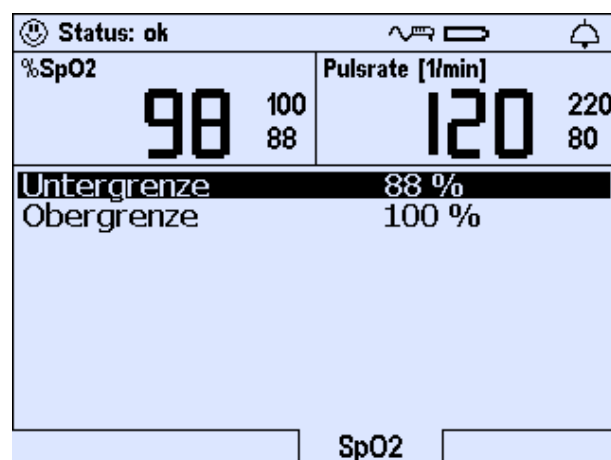 Status: ok
%SpO2
98
100
88
Pulsrate [1/min]
120
220
80
Untergrenze 88 %
Obergrenze 100 %
SpO2